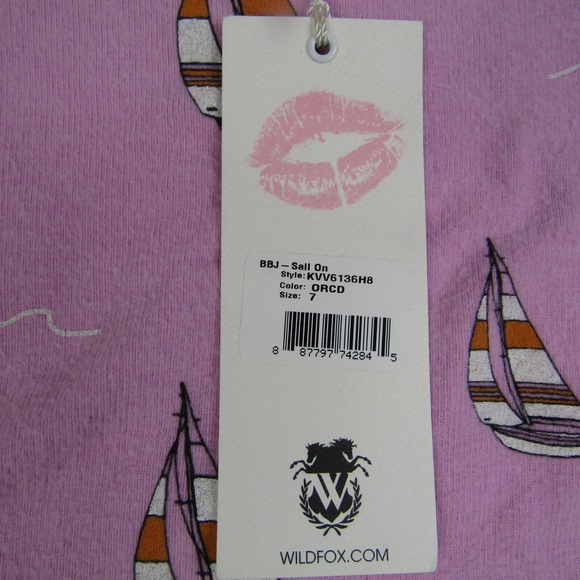 BBJ - Sail On
Style: KVV6136H8
Color: ORCD
Size: 7
8 87797 74284 5
W
WILDFOX.COM